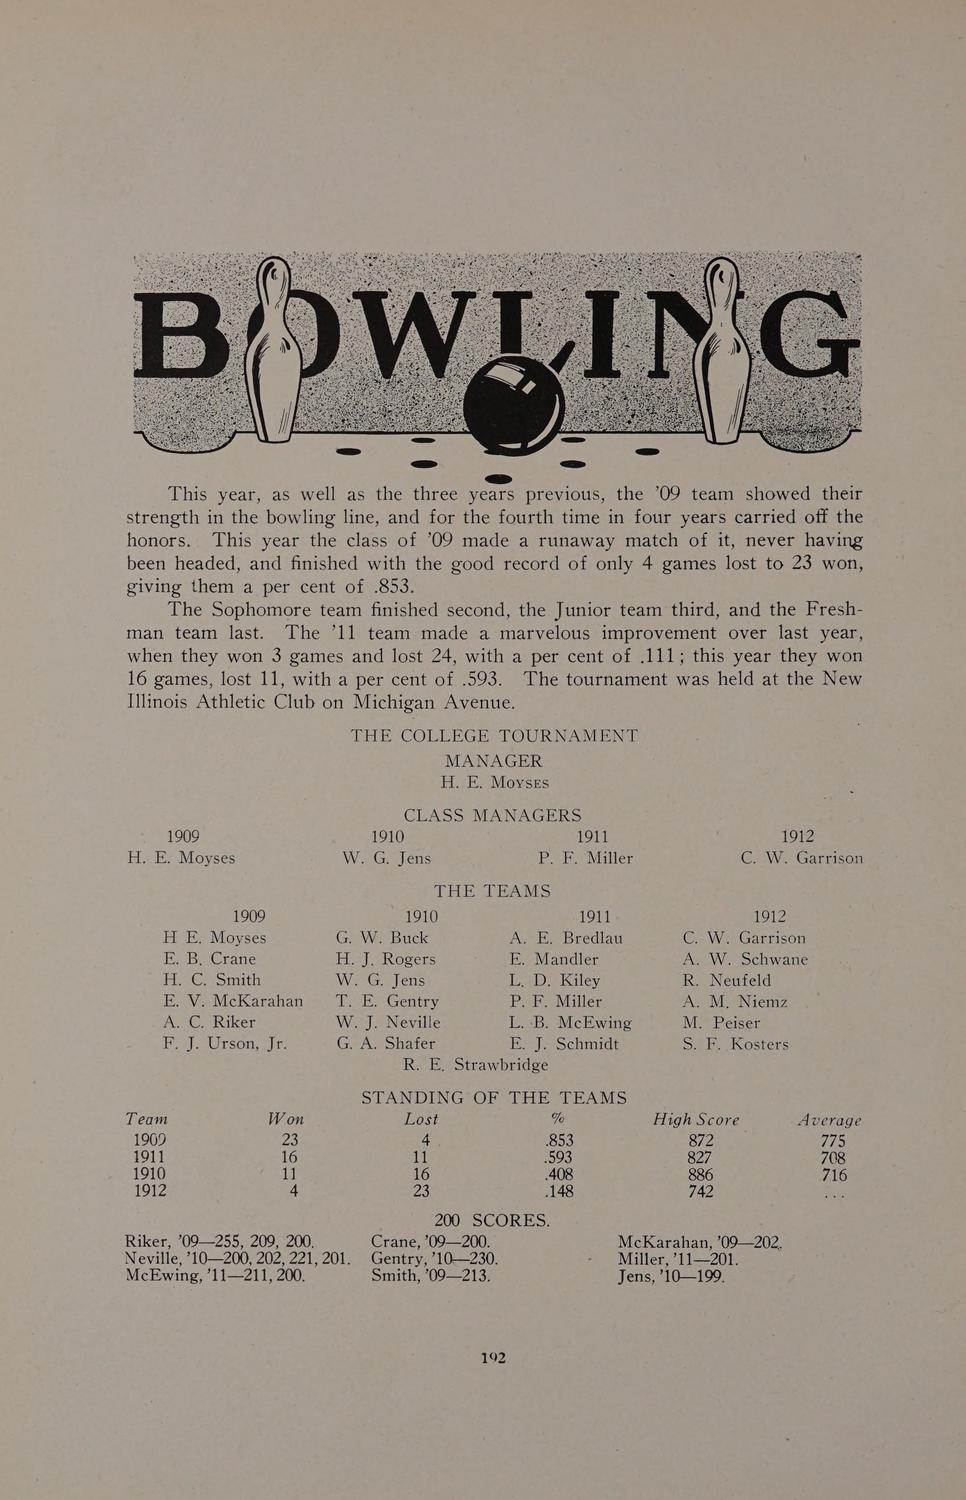 BOWLING
This year, as well as the three years previous, the ’09 team showed their
strength in the bowling line, and for the fourth time in four years carried off the
honors. This year the class of ’09 made a runaway match of it, never having
been headed, and finished with the good record of only 4 games lost to 23 won,
giving them a per cent of .853.
The Sophomore team finished second, the Junior team third, and the Fresh-
man team last. The ’11 team made a marvelous improvement over last year,
when they won 3 games and lost 24, with a per cent of .111; this year they won
16 games, lost 11, with a per cent of .593. The tournament was held at the New
Illinois Athletic Club on Michigan Avenue.
THE COLLEGE TOURNAMENT
MANAGER
H. E. Moyses
CLASS MANAGERS
1909 1910 1911 1912
H. E. Moyses W. G. Jens P. F. Miller C. W. Garrison
THE TEAMS
1909 1910 1911 1912
H E. Moyses G. W. Buck A. E. Bredlau C. W. Garrison
E. B. Crane H. J. Rogers E. Mandler A. W. Schwane
H. C. Smith W. G. Jens L. D. Kiley R. Neufeld
E. V. McKarahan T. E. Gentry P. F. Miller A. M. Niemz
A. C. Riker W. J. Neville L. B. McEwing M. Peiser
F. J. Urson, Jr. G. A. Shafer E. J. Schmidt S. F. Kosters
R. E. Strawbridge
STANDING OF THE TEAMS
Team Won Lost % High Score Average
1909 23 4 .853 872 775
1911 16 11 .593 827 708
1910 11 16 .408 886 716
1912 4 23 .148 742 ...
200 SCORES.
Riker, ’09—255, 209, 200. Crane, ’09—200. McKarahan, ’09—202.
Neville, ’10—200, 202, 221, 201. Gentry, ’10—230. Miller, ’11—201.
McEwing, ’11—211, 200. Smith, ’09—213. Jens, ’10—199.
192